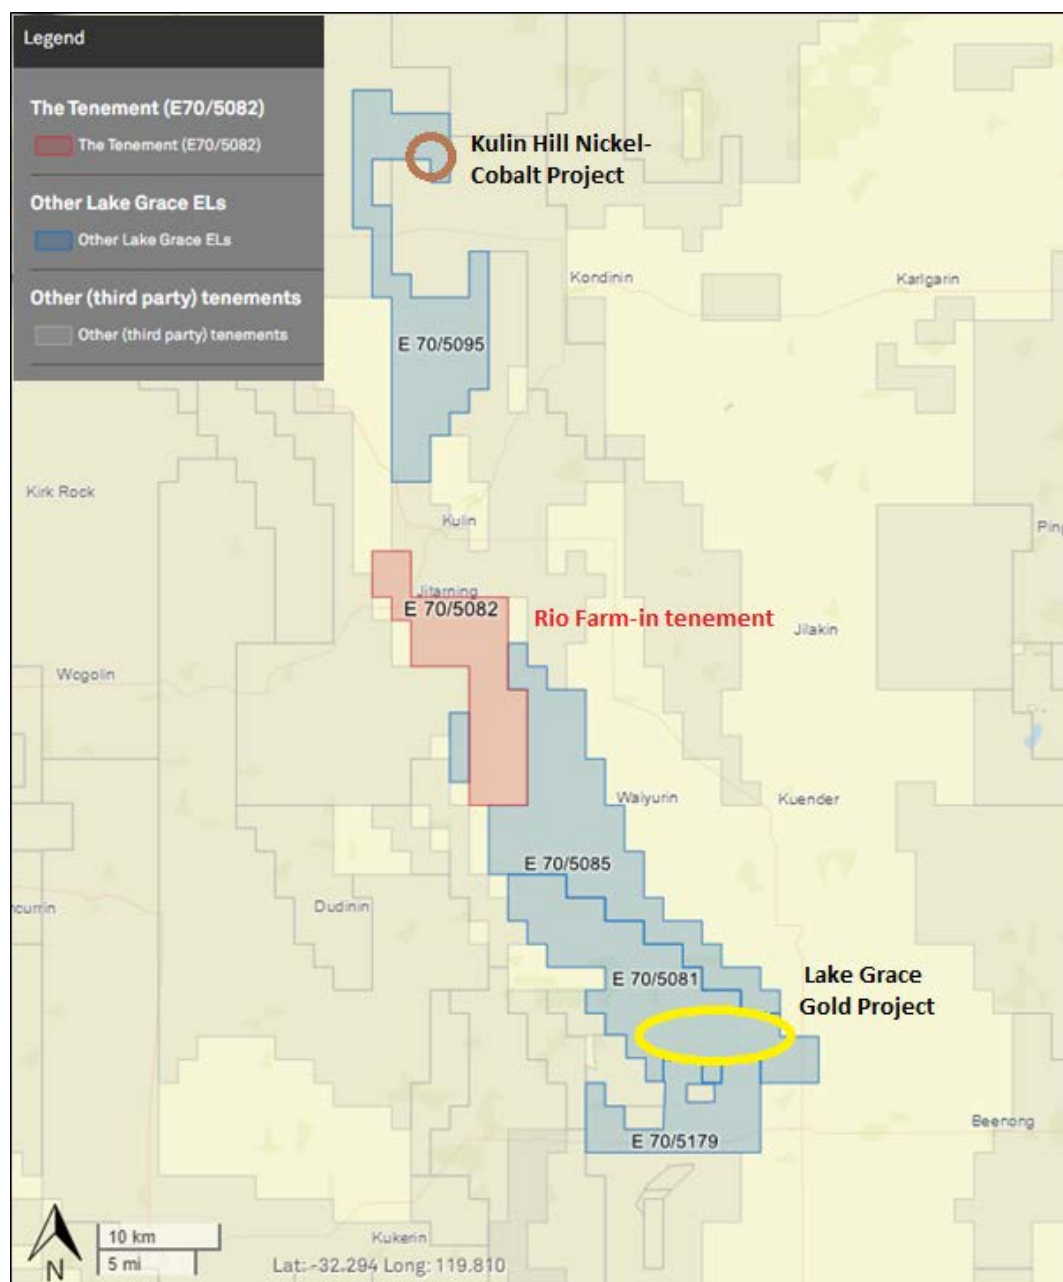 Legend
The Tenement (E70/5082)
The Tenement (E70/5082)
Other Lake Grace ELs
Other Lake Grace ELs
Other (third party) tenements
Other (third party) tenements
Kulin Hill Nickel-
Cobalt Project
Kondinin
Karlgarin
E 70/5095
Kirk Rock
Kulin
Ping
Jitarning
E 70/5082
Rio Farm-in tenement
Jilakin
Wogolin
Walyurin
Kuender
E 70/5085
ourrin
Dudinin
E 70/5081
Lake Grace
Gold Project
Beenong
E 70/5179
Kukerin
10 km
5 mi
N
Lat: -32.294 Long: 119.810